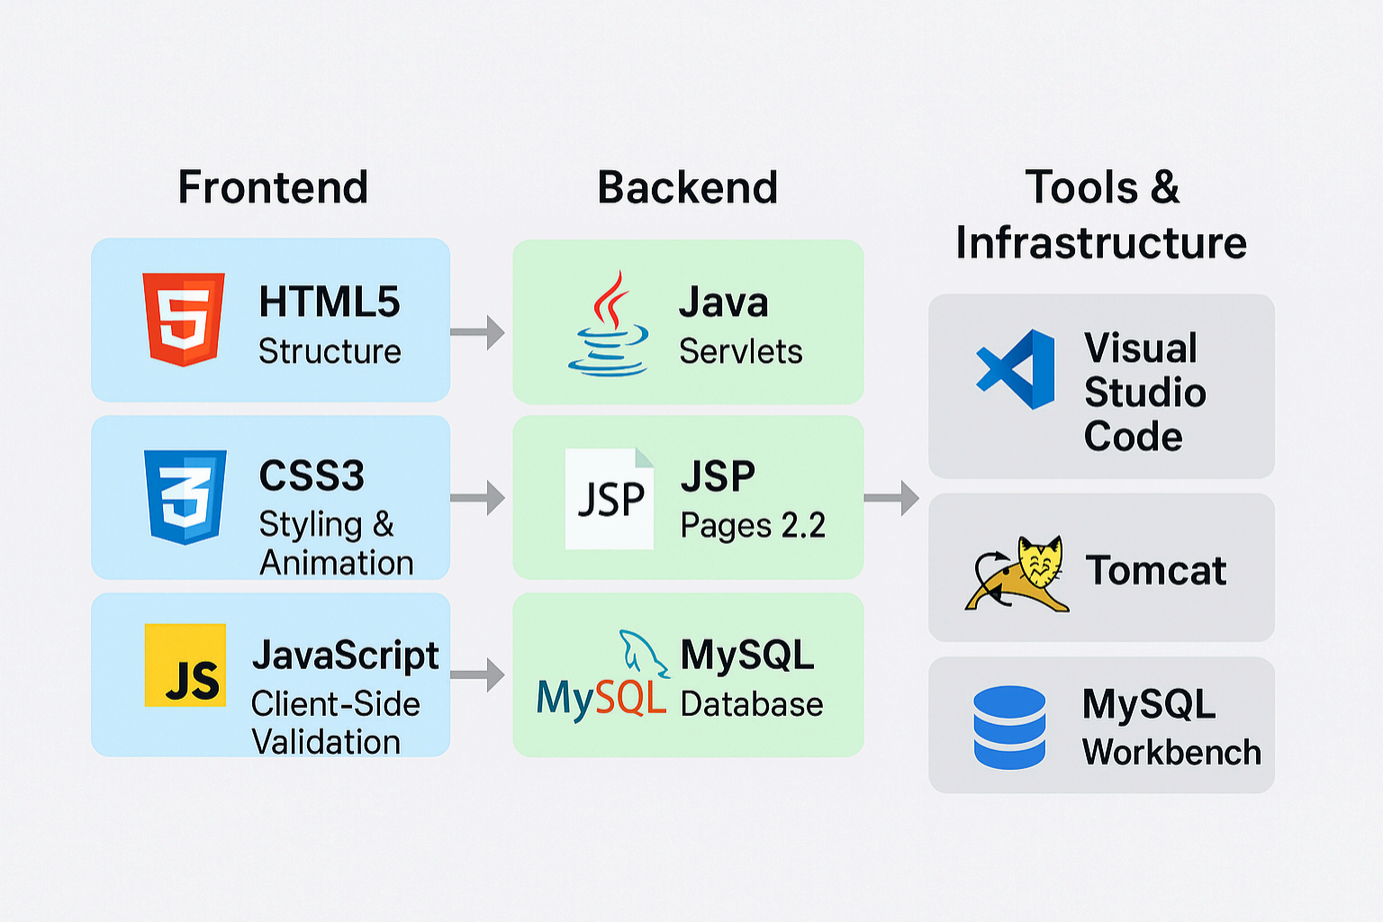 Frontend
HTML5
Structure
CSS3
Styling &
Animation
JS
JavaScript
Client-Side
Validation
Backend
Java
Servlets
JSP
JSP
Pages 2.2
MySQL
MySQL
Database
Tools &
Infrastructure
Visual
Studio
Code
Tomcat
MySQL
Workbench